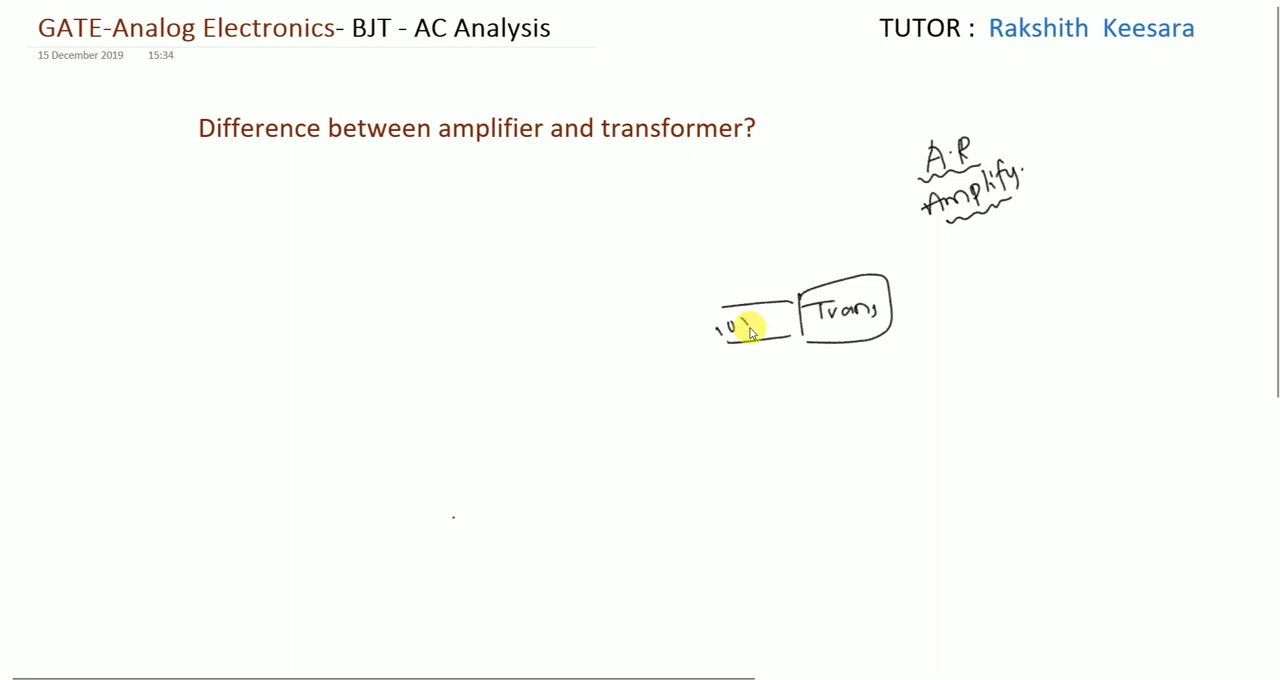 GATE-Analog Electronics- BJT - AC Analysis
TUTOR : Rakshith Keesara
15 December 2019 15:34
Difference between amplifier and transformer?
A.P
Amplify.
Trans